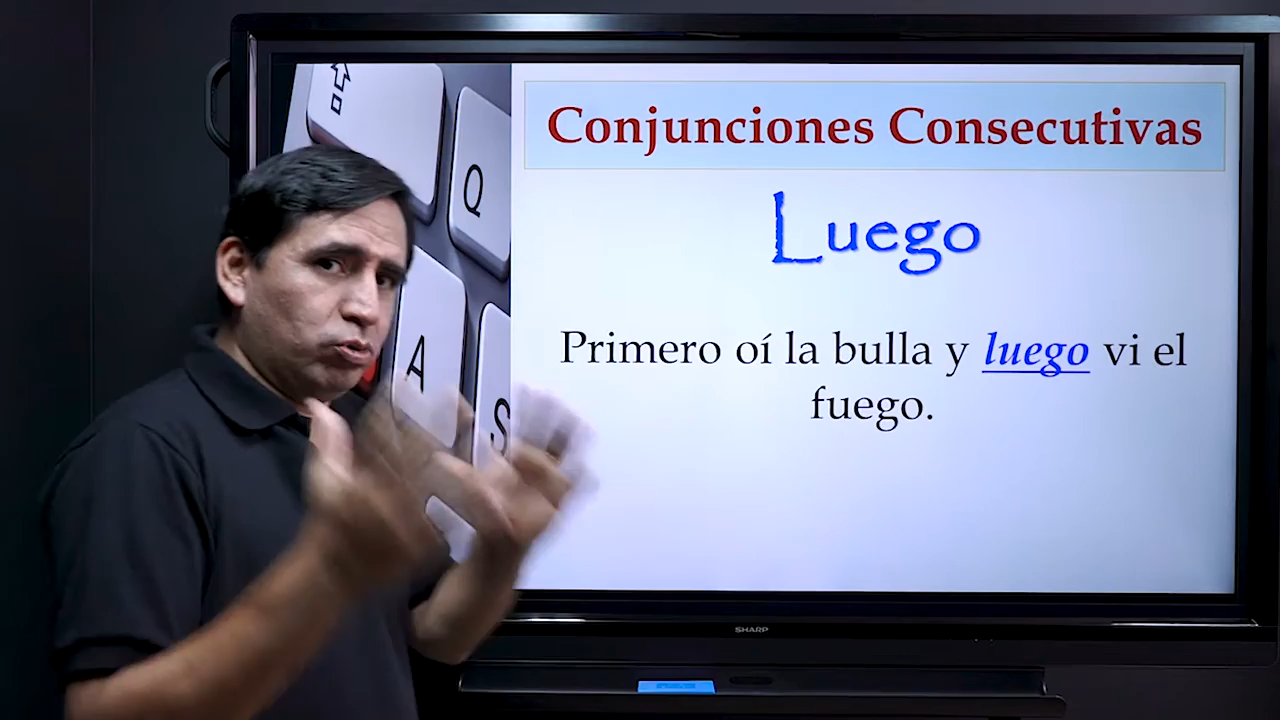 Conjunciones Consecutivas
Luego
Primero oí la bulla y luego vi el
fuego.
Q
A
S
SHARP